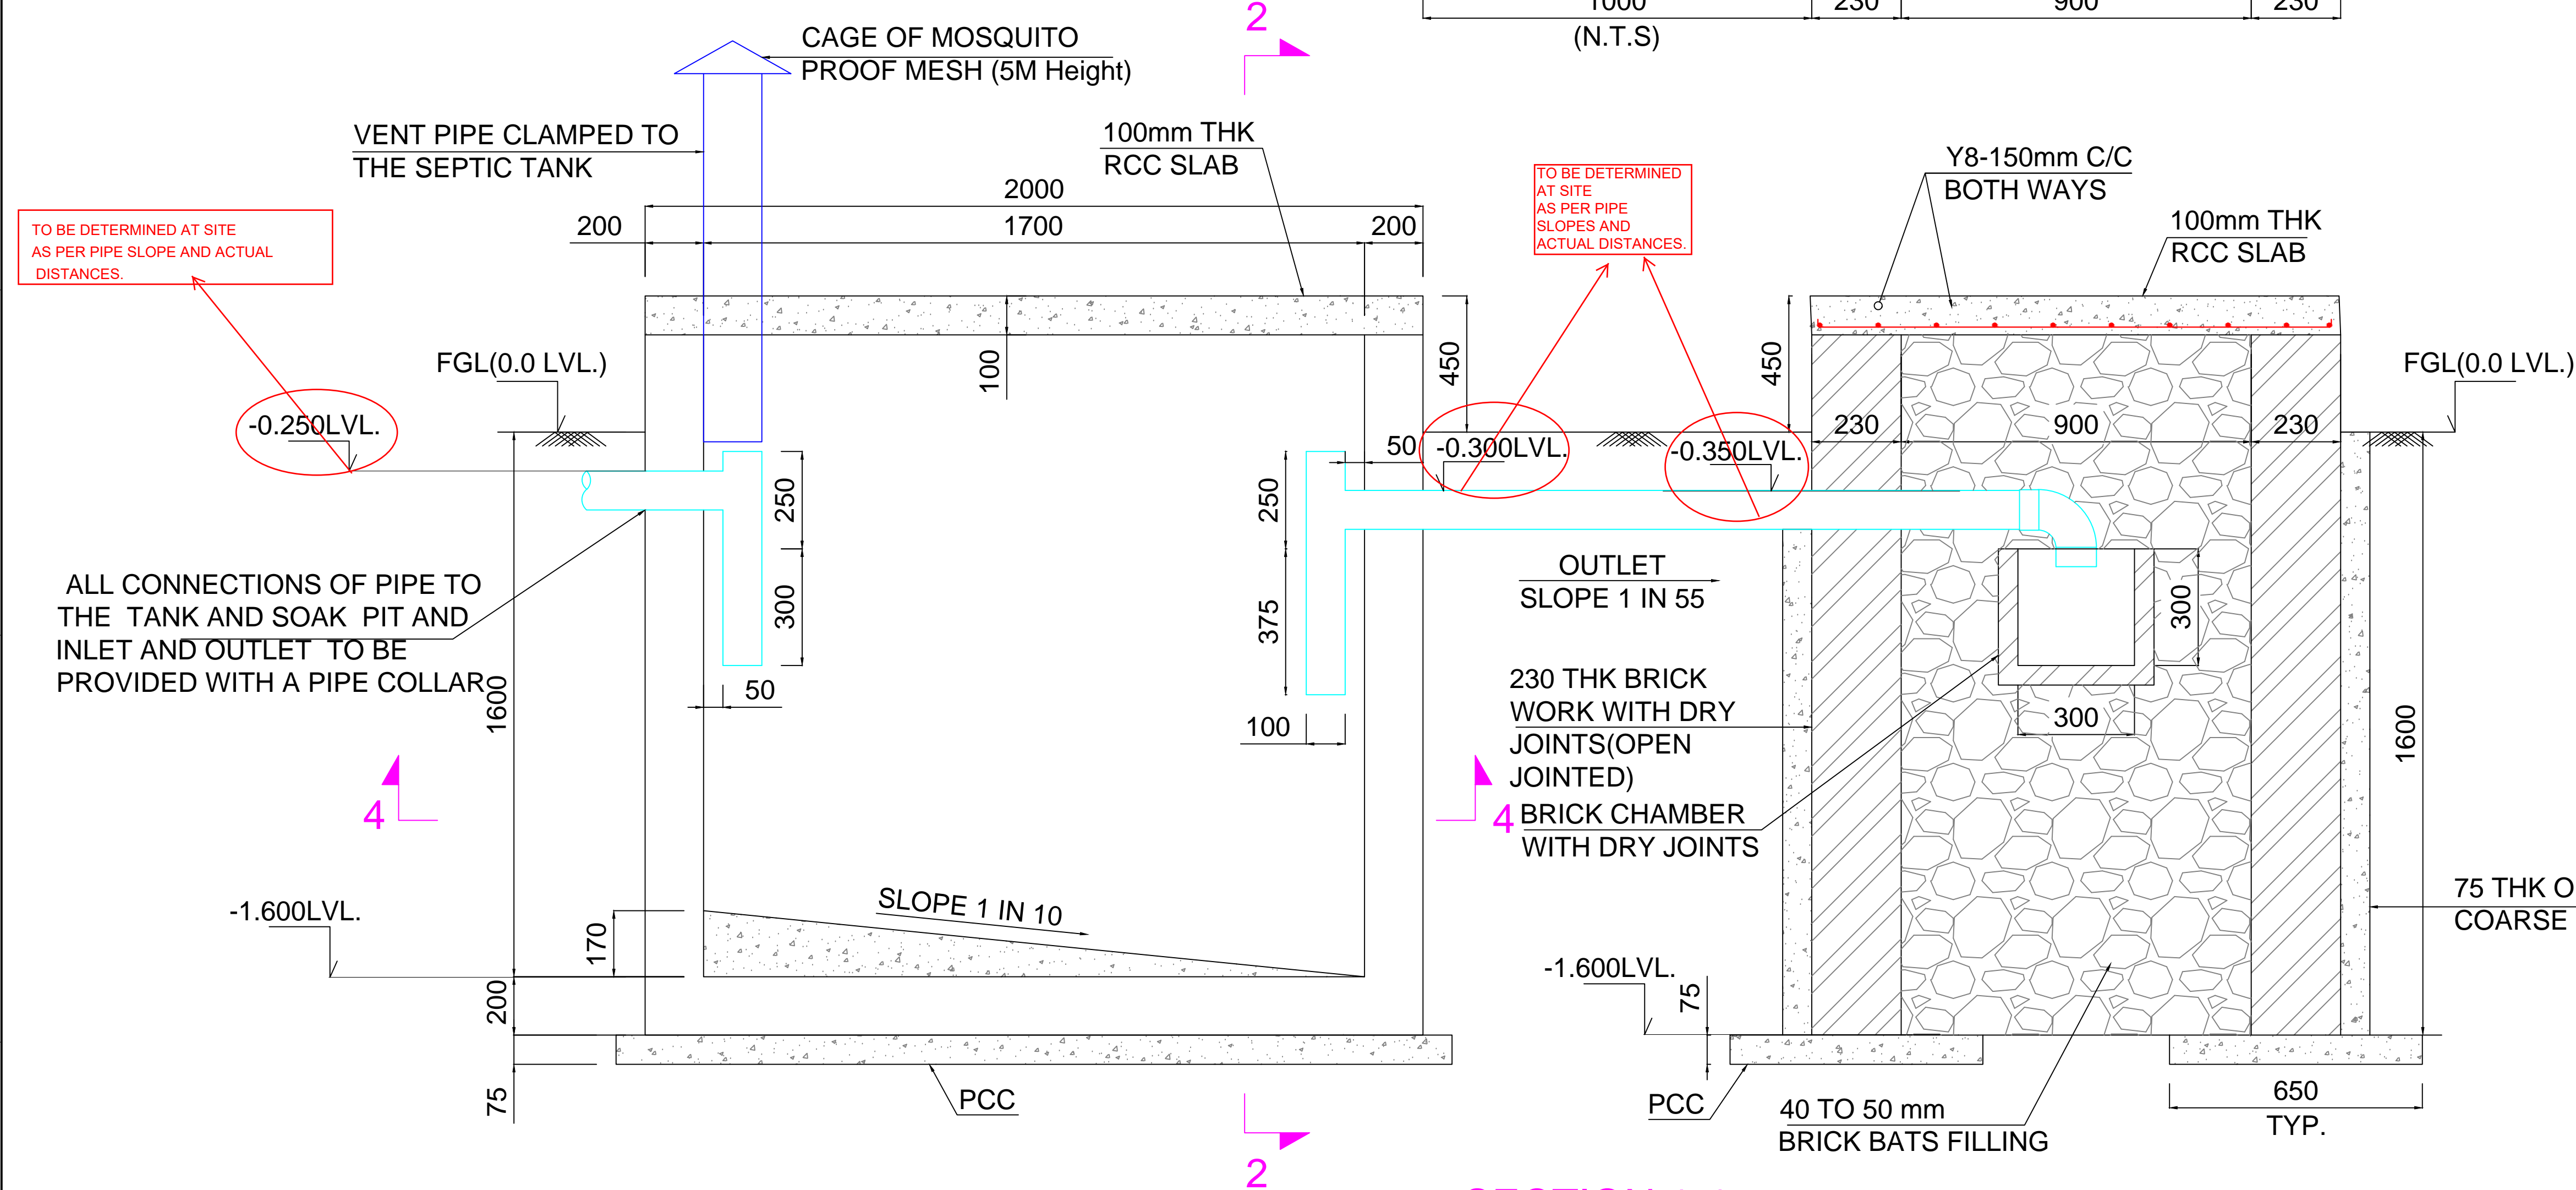 1000
230
900
230
(N.T.S)
2
CAGE OF MOSQUITO
PROOF MESH (5M Height)
VENT PIPE CLAMPED TO
THE SEPTIC TANK
100mm THK
RCC SLAB
2000
200
1700
200
TO BE DETERMINED AT SITE
AS PER PIPE SLOPE AND ACTUAL
DISTANCES.
TO BE DETERMINED
AT SITE
AS PER PIPE
SLOPES AND
ACTUAL DISTANCES.
Y8-150mm C/C
BOTH WAYS
100mm THK
RCC SLAB
FGL(0.0 LVL.)
100
450
450
FGL(0.0 LVL.)
-0.250LVL.
50
-0.300LVL.
-0.350LVL.
230
900
230
250
300
250
375
ALL CONNECTIONS OF PIPE TO
THE TANK AND SOAK PIT AND
INLET AND OUTLET TO BE
PROVIDED WITH A PIPE COLLAR
1600
50
100
OUTLET
SLOPE 1 IN 55
300
300
230 THK BRICK
WORK WITH DRY
JOINTS(OPEN
JOINTED)
BRICK CHAMBER
WITH DRY JOINTS
1600
4
4
75 THK O
COARSE
SLOPE 1 IN 10
-1.600LVL.
170
200
75
-1.600LVL.
75
PCC
PCC
40 TO 50 mm
BRICK BATS FILLING
650
TYP.
2